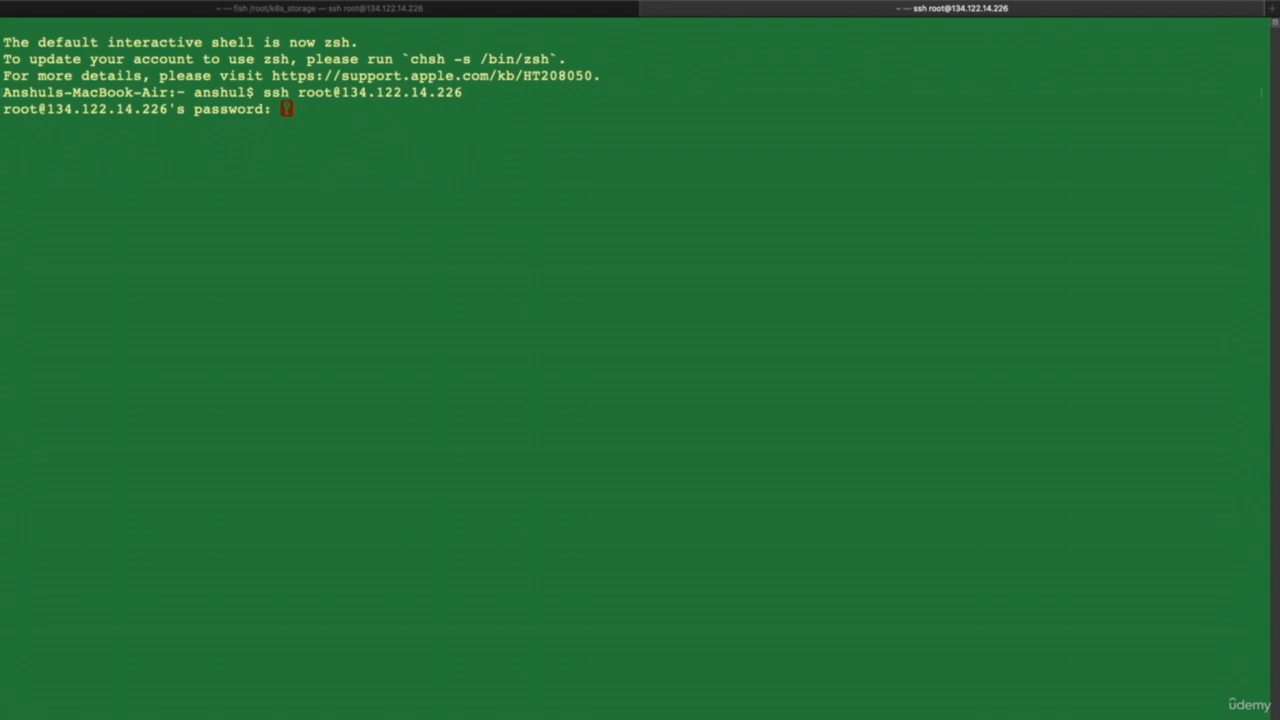 ~ — fish /root/k8s_storage — ssh root@134.122.14.226
~ — ssh root@134.122.14.226
The default interactive shell is now zsh.
To update your account to use zsh, please run `chsh -s /bin/zsh`.
For more details, please visit https://support.apple.com/kb/HT208050.
Anshuls-MacBook-Air:~ anshul$ ssh root@134.122.14.226
root@134.122.14.226's password:
ûdemy